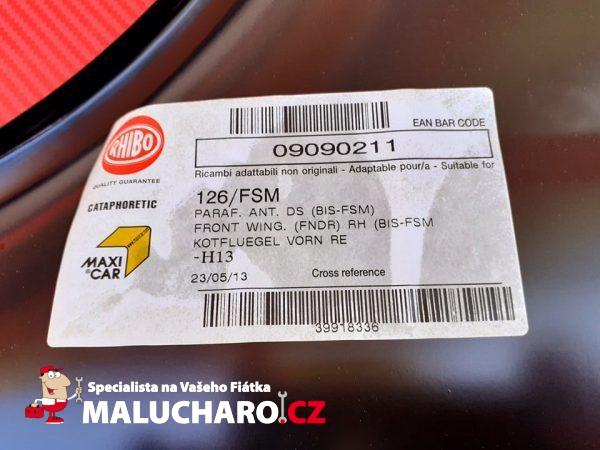 RHIBO
QUALITY GUARANTEE
CATAPHORETIC
MAXI CAR
EAN BAR CODE
09090211
Ricambi adattabili non originali - Adaptable pour/a - Suitable for
126/FSM
PARAF. ANT. DS (BIS-FSM)
FRONT WING. (FNDR) RH (BIS-FSM
KOTFLUEGEL VORN RE
-H13
23/05/13
Cross reference
39918336
Specialista na Vašeho Fiátka
MALUCHARO.CZ